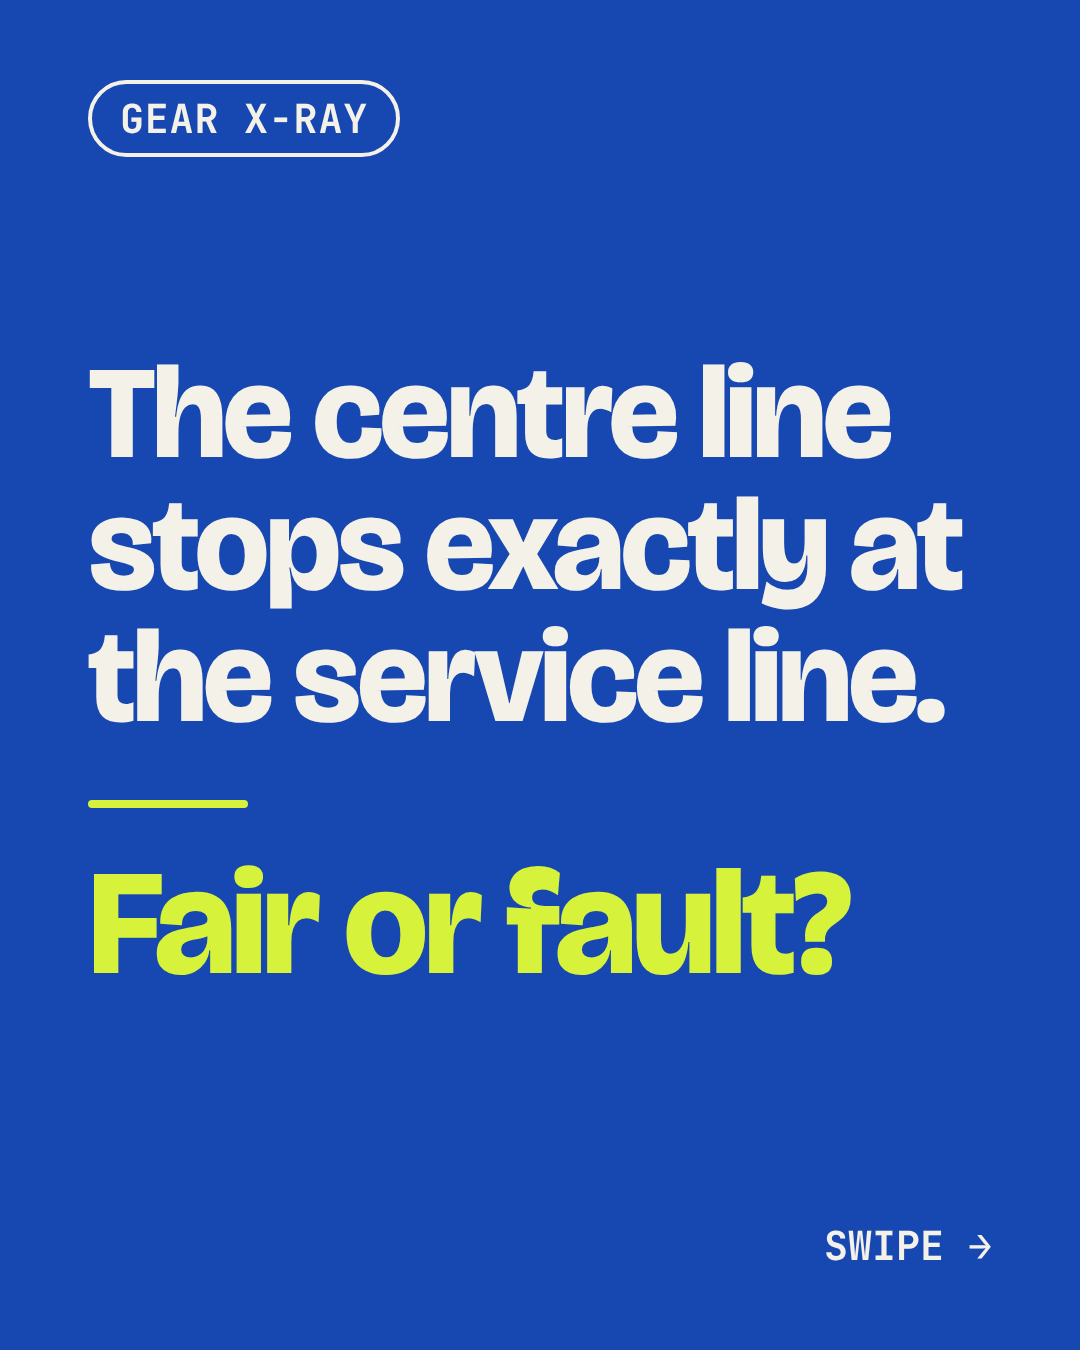 GEAR X-RAY
The centre line
stops exactly at
the service line.
Fair or fault?
SWIPE →